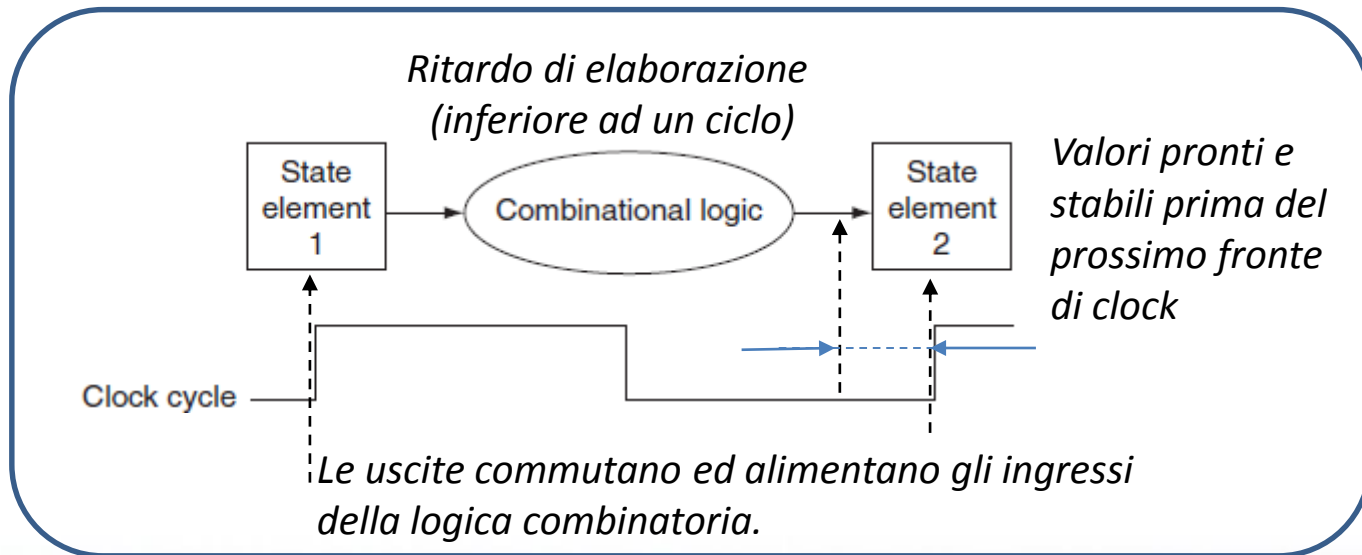 Ritardo di elaborazione
(inferiore ad un ciclo)
State
element
1
Combinational logic
State
element
2
Valori pronti e
stabili prima del
prossimo fronte
di clock
Clock cycle
Le uscite commutano ed alimentano gli ingressi
della logica combinatoria.